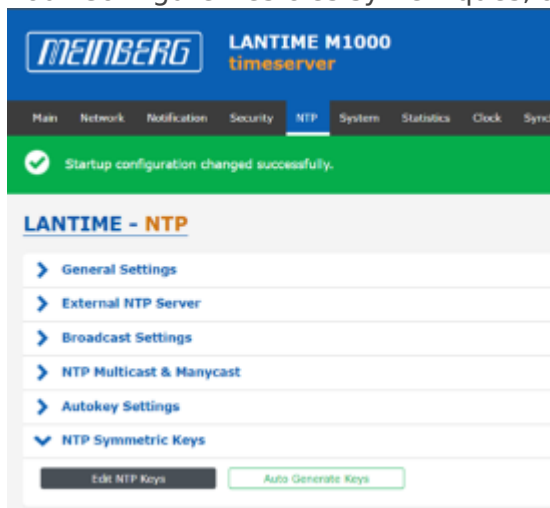 MEINBERG
LANTIME M1000
timeserver
Main Network Notification Security NTP System Statistics Clock Sync
Startup configuration changed successfully.
LANTIME - NTP
General Settings
External NTP Server
Broadcast Settings
NTP Multicast & Manycast
Autokey Settings
NTP Symmetric Keys
Edit NTP Keys Auto Generate Keys